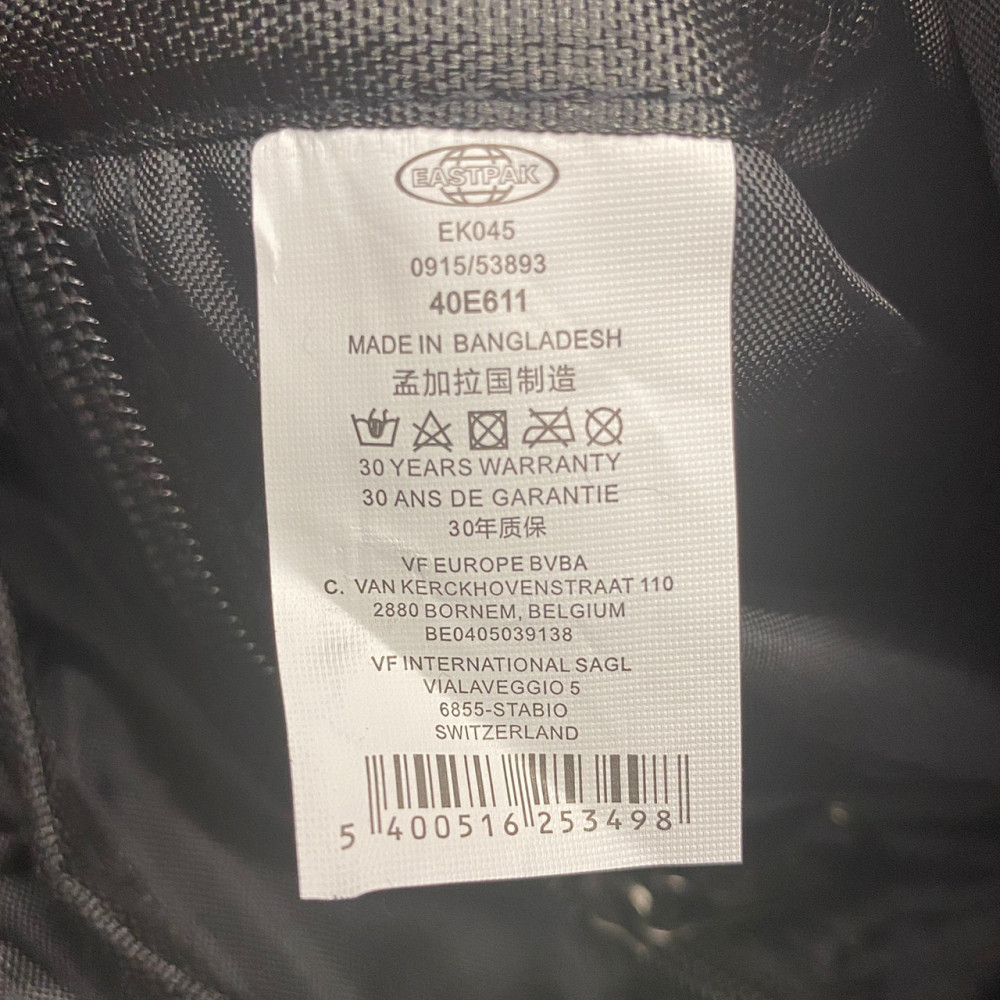 EASTPAK
EK045
0915/53893
40E611
MADE IN BANGLADESH
孟加拉国制造
30 YEARS WARRANTY
30 ANS DE GARANTIE
30年质保
VF EUROPE BVBA
C. VAN KERCKHOVENSTRAAT 110
2880 BORNEM, BELGIUM
BE0405039138
VF INTERNATIONAL SAGL
VIALAVEGGIO 5
6855-STABIO
SWITZERLAND
5 400516 253498